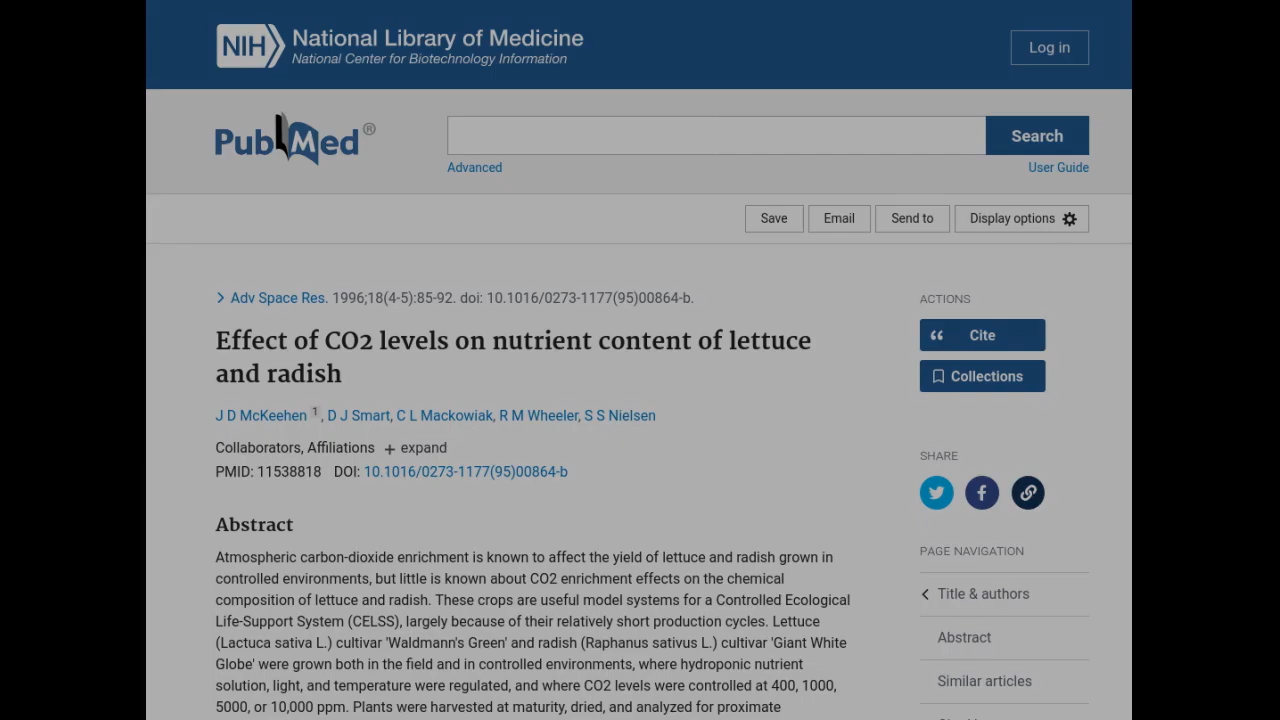 NIH National Library of Medicine
National Center for Biotechnology Information
Log in
PubMed®
Search
Advanced
User Guide
Save
Email
Send to
Display options
Adv Space Res. 1996;18(4-5):85-92. doi: 10.1016/0273-1177(95)00864-b.
Effect of CO2 levels on nutrient content of lettuce
and radish
J D McKeehen 1, D J Smart, C L Mackowiak, R M Wheeler, S S Nielsen
Collaborators, Affiliations + expand
PMID: 11538818 DOI: 10.1016/0273-1177(95)00864-b
Abstract
Atmospheric carbon-dioxide enrichment is known to affect the yield of lettuce and radish grown in
controlled environments, but little is known about CO2 enrichment effects on the chemical
composition of lettuce and radish. These crops are useful model systems for a Controlled Ecological
Life-Support System (CELSS), largely because of their relatively short production cycles. Lettuce
(Lactuca sativa L.) cultivar 'Waldmann's Green' and radish (Raphanus sativus L.) cultivar 'Giant White
Globe' were grown both in the field and in controlled environments, where hydroponic nutrient
solution, light, and temperature were regulated, and where CO2 levels were controlled at 400, 1000,
5000, or 10,000 ppm. Plants were harvested at maturity, dried, and analyzed for proximate
ACTIONS
Cite
Collections
SHARE
PAGE NAVIGATION
Title & authors
Abstract
Similar articles